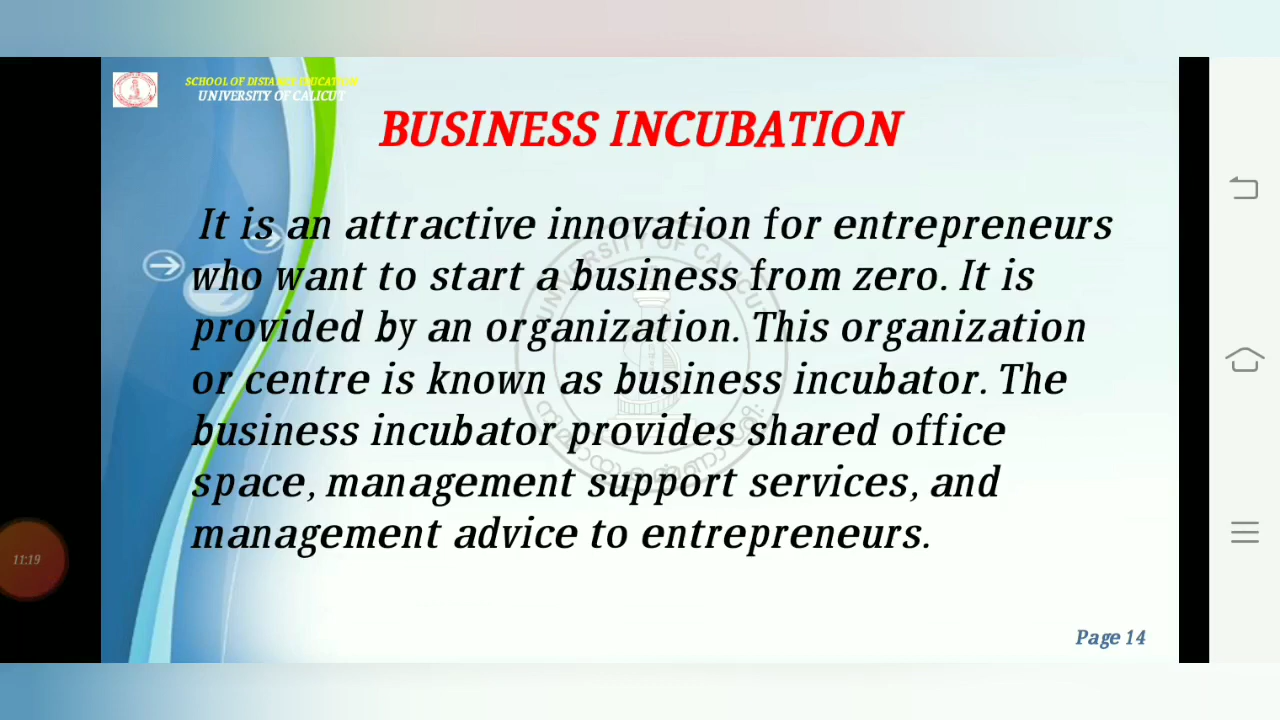 SCHOOL OF DISTANCE EDUCATION
UNIVERSITY OF CALICUT
BUSINESS INCUBATION
It is an attractive innovation for entrepreneurs
who want to start a business from zero. It is
provided by an organization. This organization
or centre is known as business incubator. The
business incubator provides shared office
space, management support services, and
management advice to entrepreneurs.
UNIVERSITY OF CALICUT
11:19
Page 14